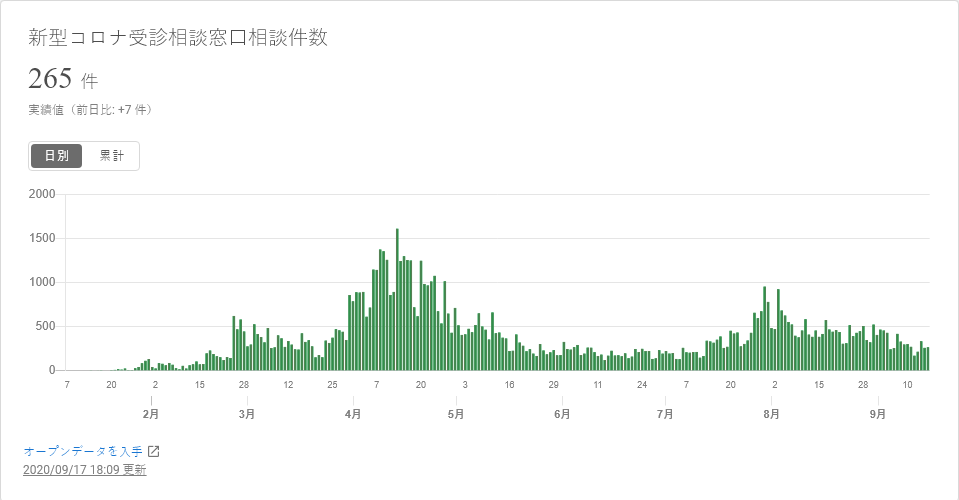 新型コロナ受診相談窓口相談件数
265 件
実績値（前日比: +7 件）
日別 累計
2000
1500
1000
500
0
7 20 2 15 28 12 25 7 20 3 16 29 11 24 7 20 2 15 28 10
2月 3月 4月 5月 6月 7月 8月 9月
オープンデータを入手
2020/09/17 18:09 更新